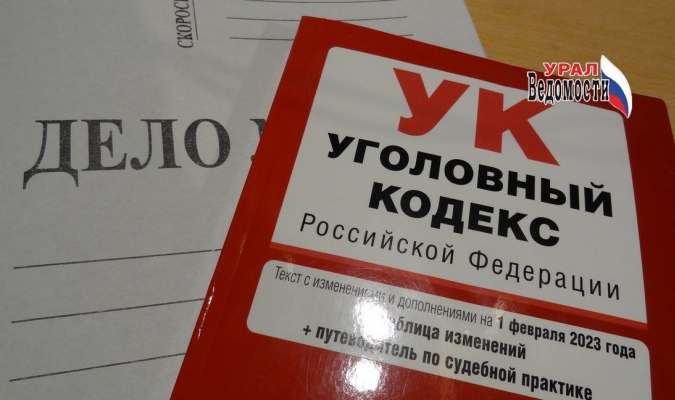 СКОРОС
ДЕЛО
УРАЛ
Ведомости
УК
УГОЛОВНЫЙ
КОДЕКС
Российской Федерации
Текст с изменениями и дополнениями на 1 февраля 2023 года
блица изменений
+ путеводитель по судебной практике